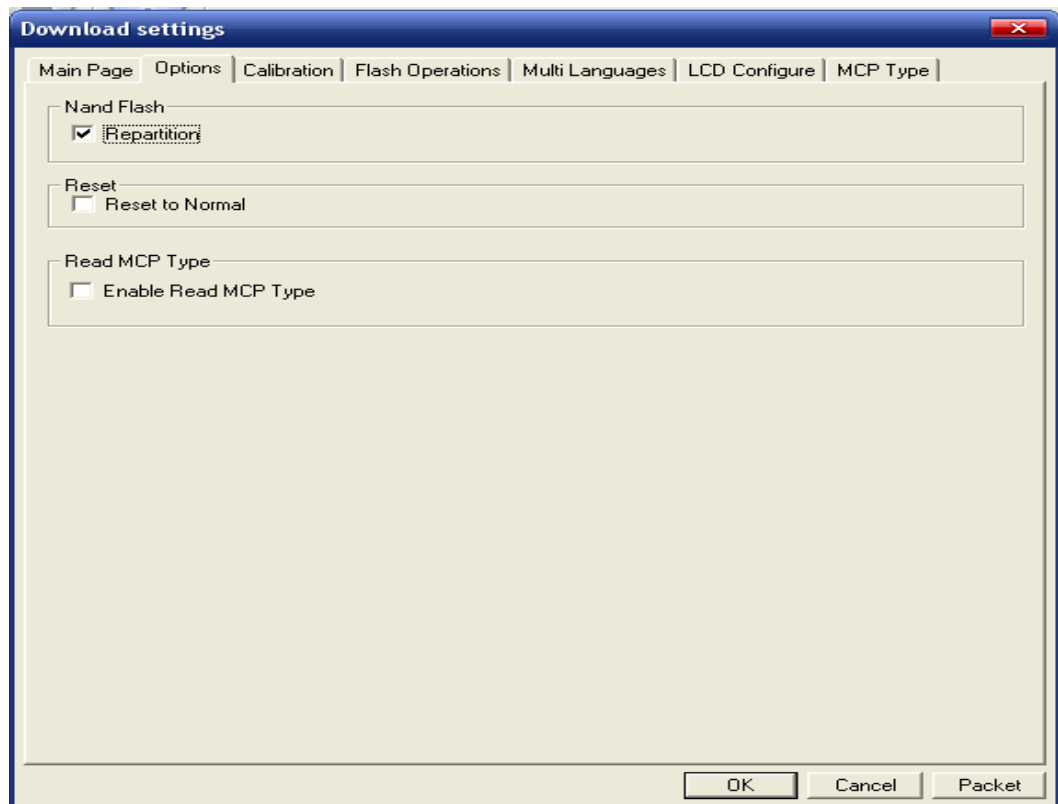 Download settings
Main Page Options Calibration Flash Operations Multi Languages LCD Configure MCP Type
Nand Flash
Repartition
Reset
Reset to Normal
Read MCP Type
Enable Read MCP Type
OK Cancel Packet